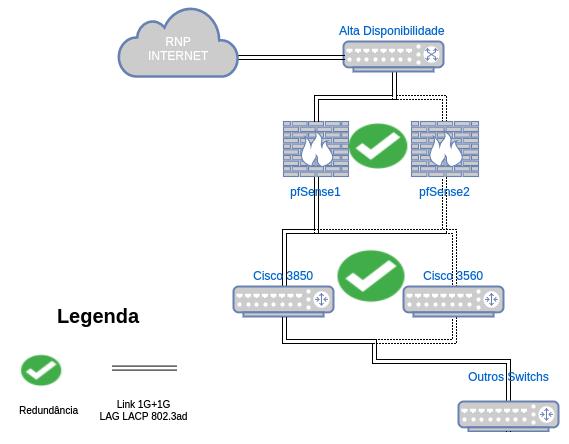 Alta Disponibilidade
RNP
INTERNET
pfSense1
pfSense2
Cisco 3850
Cisco 3560
Legenda
Outros Switchs
Redundância
Link 1G+1G
LAG LACP 802.3ad